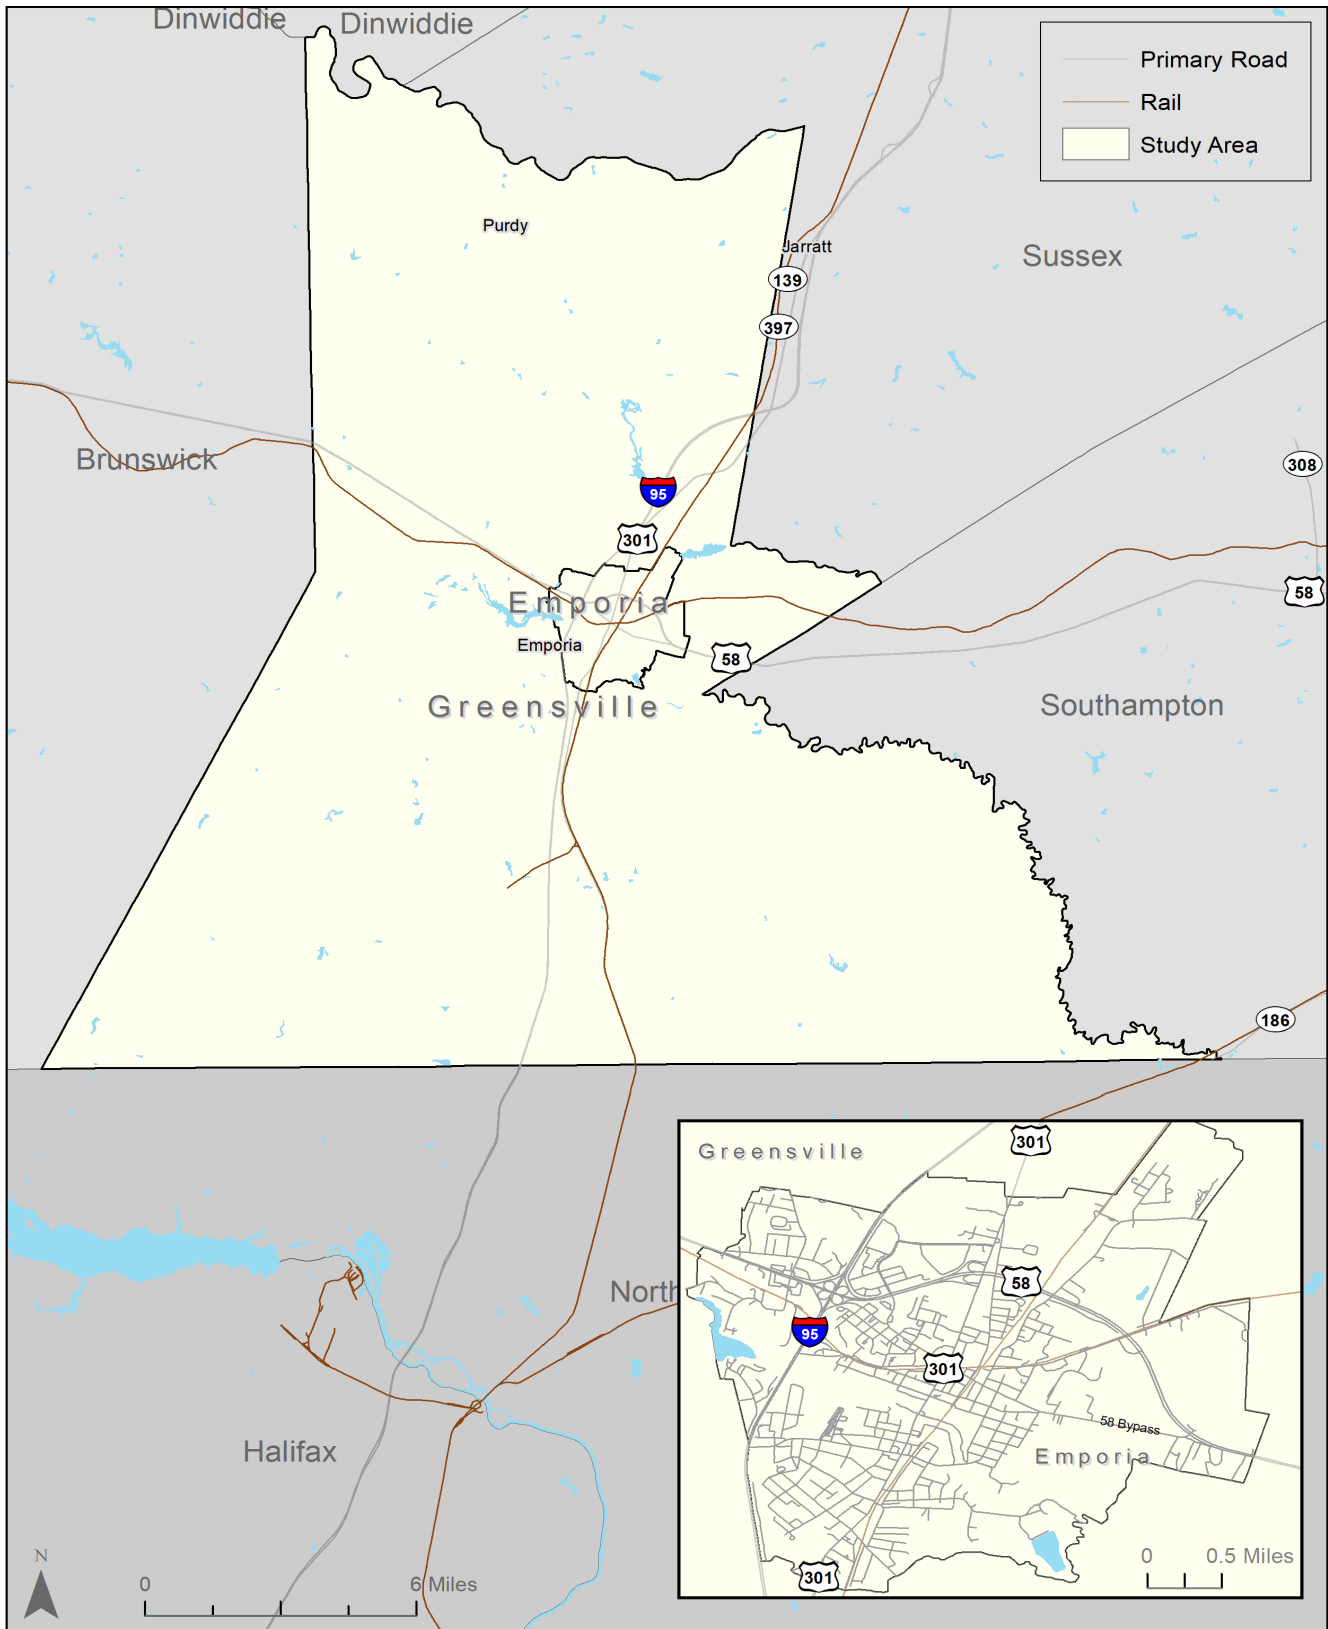 Dinwiddie
Dinwiddie
Primary Road
Rail
Study Area
Purdy
Jarratt
Sussex
139
397
Brunswick
308
95
301
58
Emporia
Emporia
58
Greensville
Southampton
186
Greensville
301
58
North
95
301
58 Bypass
Halifax
Emporia
N
0
6 Miles
0
0.5 Miles
301